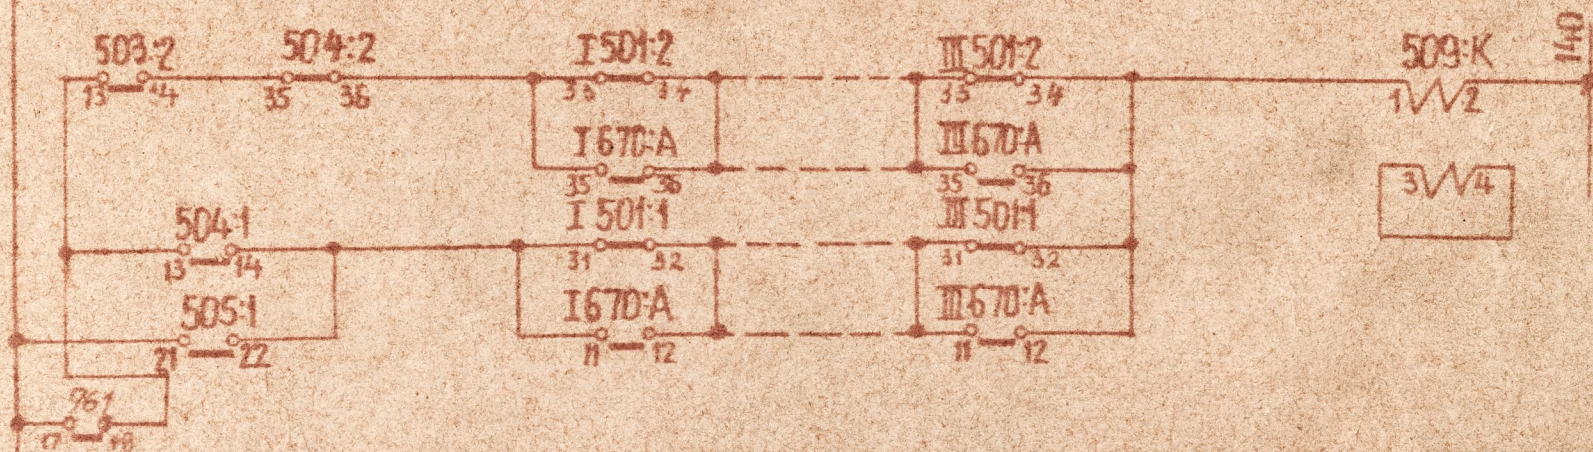 503:2 504:2 I 501:2 III 501:2 509:K 140
13 14 35 36 33 34 33 34 1 2
I 670:A III 670:A
35 36 35 36 3 4
504:1 I 501:1 III 501:1
13 14 31 32 31 32
505:1 I 670:A III 670:A
21 22 11 12 11 12
761
17 18